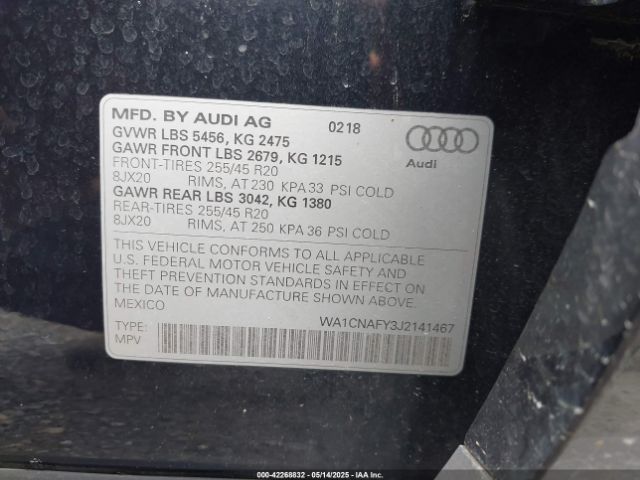 MFD. BY AUDI AG 0218
GVWR LBS 5456, KG 2475
GAWR FRONT LBS 2679, KG 1215
FRONT-TIRES 255/45 R20
8JX20 RIMS, AT 230 KPA 33 PSI COLD
GAWR REAR LBS 3042, KG 1380
REAR-TIRES 255/45 R20
8JX20 RIMS, AT 250 KPA 36 PSI COLD
Audi
THIS VEHICLE CONFORMS TO ALL APPLICABLE
U.S. FEDERAL MOTOR VEHICLE SAFETY AND
THEFT PREVENTION STANDARDS IN EFFECT ON
THE DATE OF MANUFACTURE SHOWN ABOVE.
MEXICO
WA1CNAFY3J2141467
TYPE:
MPV
000-42268832 - 05/14/2025 - IAA Inc.